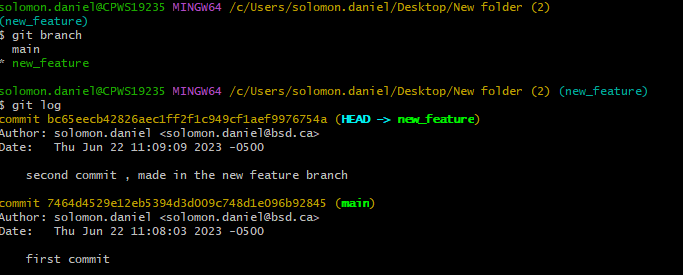 solomon.daniel@CPWS19235 MINGW64 /c/Users/solomon.daniel/Desktop/New folder (2)
(new_feature)
$ git branch
  main
* new_feature
solomon.daniel@CPWS19235 MINGW64 /c/Users/solomon.daniel/Desktop/New folder (2) (new_feature)
$ git log
commit bc65eecb42826aec1ff2f1c949cf1aef9976754a (HEAD -> new_feature)
Author: solomon.daniel <solomon.daniel@bsd.ca>
Date:   Thu Jun 22 11:09:09 2023 -0500
    second commit , made in the new feature branch
commit 7464d4529e12eb5394d3d009c748d1e096b92845 (main)
Author: solomon.daniel <solomon.daniel@bsd.ca>
Date:   Thu Jun 22 11:08:03 2023 -0500
    first commit